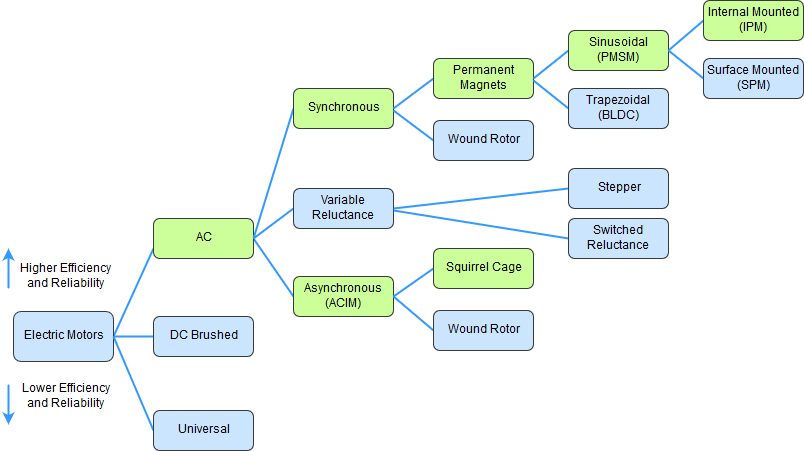 Internal Mounted
(IPM)
Sinusoidal
(PMSM)
Permanent
Magnets
Surface Mounted
(SPM)
Synchronous
Trapezoidal
(BLDC)
Wound Rotor
Variable
Reluctance
Stepper
AC
Switched
Reluctance
Higher Efficiency
and Reliability
Asynchronous
(ACIM)
Squirrel Cage
Electric Motors
DC Brushed
Wound Rotor
Lower Efficiency
and Reliability
Universal